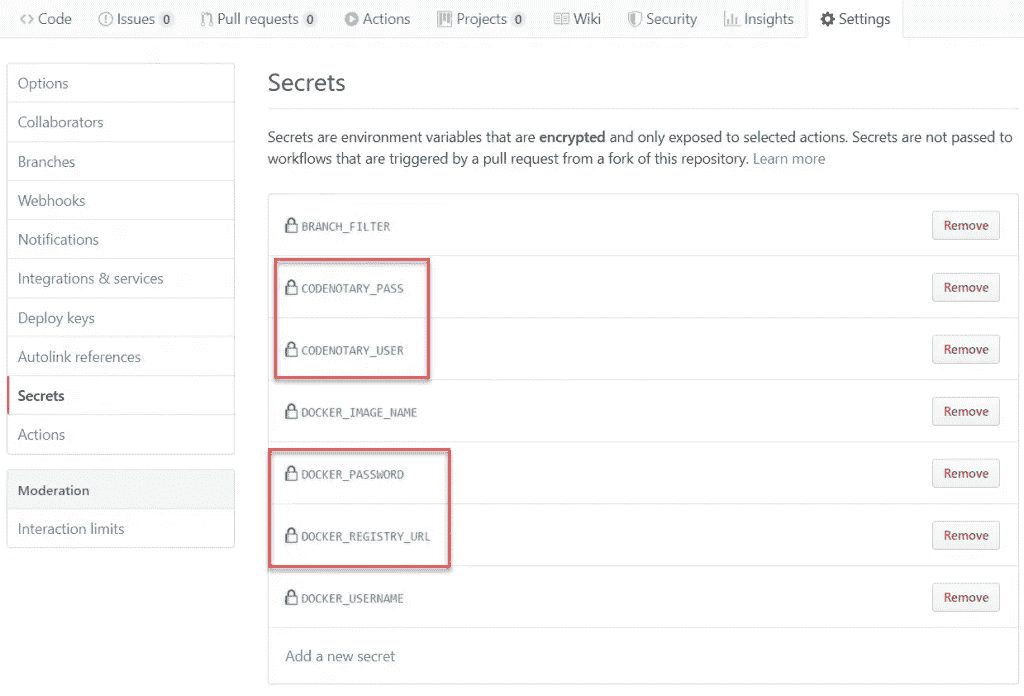 Code Issues 0 Pull requests 0 Actions Projects 0 Wiki Security Insights Settings
Options
Collaborators
Branches
Webhooks
Notifications
Integrations & services
Deploy keys
Autolink references
Secrets
Actions
Moderation
Interaction limits
Secrets
Secrets are environment variables that are encrypted and only exposed to selected actions. Secrets are not passed to
workflows that are triggered by a pull request from a fork of this repository. Learn more
BRANCH_FILTER Remove
CODENOTARY_PASS Remove
CODENOTARY_USER Remove
DOCKER_IMAGE_NAME Remove
DOCKER_PASSWORD Remove
DOCKER_REGISTRY_URL Remove
DOCKER_USERNAME Remove
Add a new secret